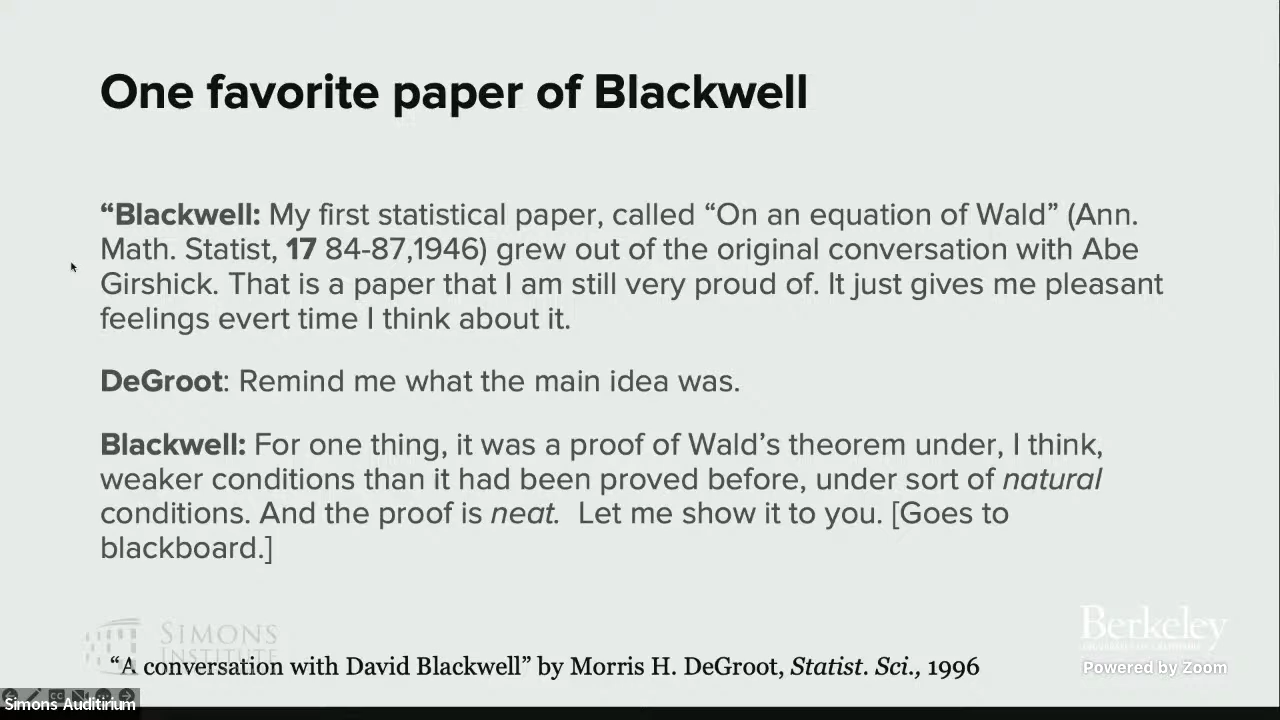 One favorite paper of Blackwell
“Blackwell: My first statistical paper, called “On an equation of Wald” (Ann.
Math. Statist, 17 84-87,1946) grew out of the original conversation with Abe
Girshick. That is a paper that I am still very proud of. It just gives me pleasant
feelings evert time I think about it.
DeGroot: Remind me what the main idea was.
Blackwell: For one thing, it was a proof of Wald’s theorem under, I think,
weaker conditions than it had been proved before, under sort of natural
conditions. And the proof is neat. Let me show it to you. [Goes to
blackboard.]
SIMONS
INSTITUTE
Berkeley
“A conversation with David Blackwell” by Morris H. DeGroot, Statist. Sci., 1996
Powered by Zoom
Simons Auditirium